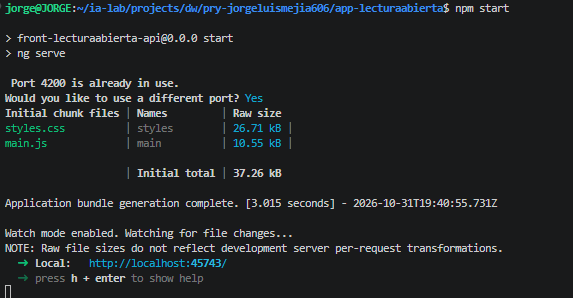 jorge@JORGE:~/ia-lab/projects/dw/pry-jorgeluismejia606/app-lecturaabierta$ npm start
> front-lecturaabierta-api@0.0.0 start
> ng serve
Port 4200 is already in use.
Would you like to use a different port? Yes
Initial chunk files | Names | Raw size
styles.css | styles | 26.71 kB |
main.js | main | 10.55 kB |
| Initial total | 37.26 kB
Application bundle generation complete. [3.015 seconds] - 2026-10-31T19:40:55.731Z
Watch mode enabled. Watching for file changes...
NOTE: Raw file sizes do not reflect development server per-request transformations.
➜ Local: http://localhost:45743/
➜ press h + enter to show help